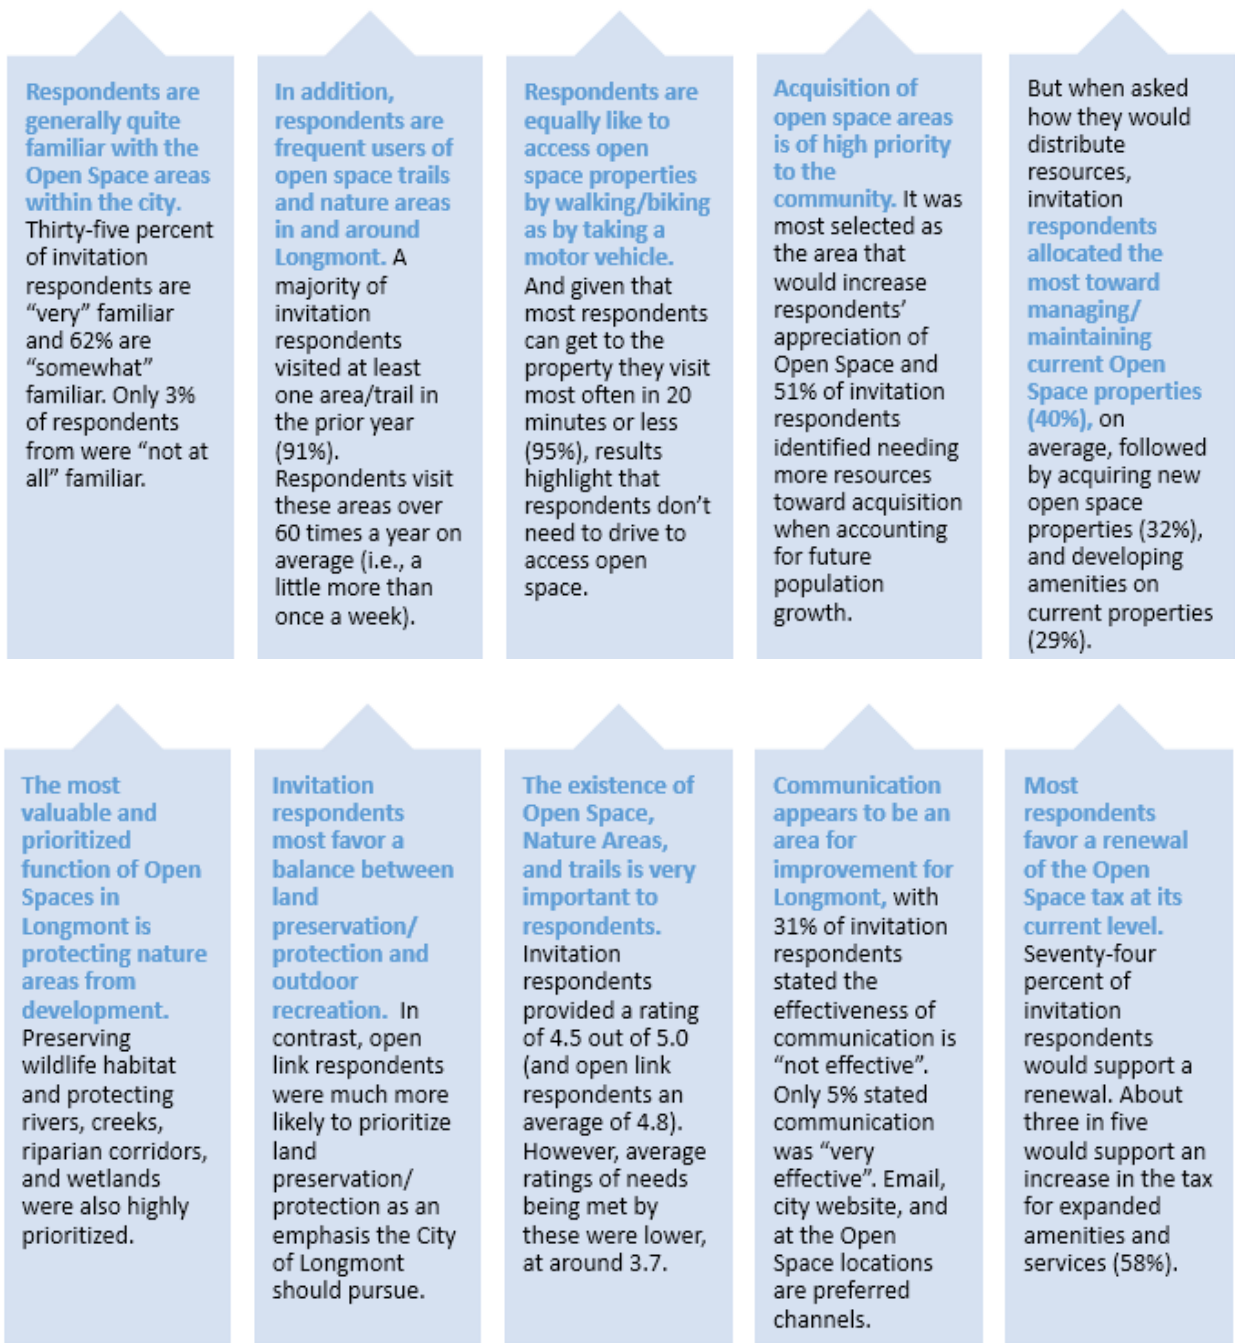 Respondents are
generally quite
familiar with the
Open Space areas
within the city.
Thirty-five percent
of invitation
respondents are
“very” familiar
and 62% are
“somewhat”
familiar. Only 3%
of respondents
from were “not at
all” familiar.
In addition,
respondents are
frequent users of
open space trails
and nature areas
in and around
Longmont. A
majority of
invitation
respondents
visited at least
one area/trail in
the prior year
(91%).
Respondents visit
these areas over
60 times a year on
average (i.e., a
little more than
once a week).
Respondents are
equally like to
access open
space properties
by walking/biking
as by taking a
motor vehicle.
And given that
most respondents
can get to the
property they visit
most often in 20
minutes or less
(95%), results
highlight that
respondents don’t
need to drive to
access open
space.
Acquisition of
open space areas
is of high priority
to the
community. It was
most selected as
the area that
would increase
respondents’
appreciation of
Open Space and
51% of invitation
respondents
identified needing
more resources
toward acquisition
when accounting
for future
population
growth.
But when asked
how they would
distribute
resources,
invitation
respondents
allocated the
most toward
managing/
maintaining
current Open
Space properties
(40%), on
average, followed
by acquiring new
open space
properties (32%),
and developing
amenities on
current properties
(29%).
The most
valuable and
prioritized
function of Open
Spaces in
Longmont is
protecting nature
areas from
development.
Preserving
wildlife habitat
and protecting
rivers, creeks,
riparian corridors,
and wetlands
were also highly
prioritized.
Invitation
respondents
most favor a
balance between
land
preservation/
protection and
outdoor
recreation. In
contrast, open
link respondents
were much more
likely to prioritize
land
preservation/
protection as an
emphasis the City
of Longmont
should pursue.
The existence of
Open Space,
Nature Areas,
and trails is very
important to
respondents.
Invitation
respondents
provided a rating
of 4.5 out of 5.0
(and open link
respondents an
average of 4.8).
However, average
ratings of needs
being met by
these were lower,
at around 3.7.
Communication
appears to be an
area for
improvement for
Longmont, with
31% of invitation
respondents
stated the
effectiveness of
communication is
“not effective”.
Only 5% stated
communication
was “very
effective”. Email,
city website, and
at the Open
Space locations
are preferred
channels.
Most
respondents
favor a renewal
of the Open
Space tax at its
current level.
Seventy-four
percent of
invitation
respondents
would support a
renewal. About
three in five
would support an
increase in the tax
for expanded
amenities and
services (58%).